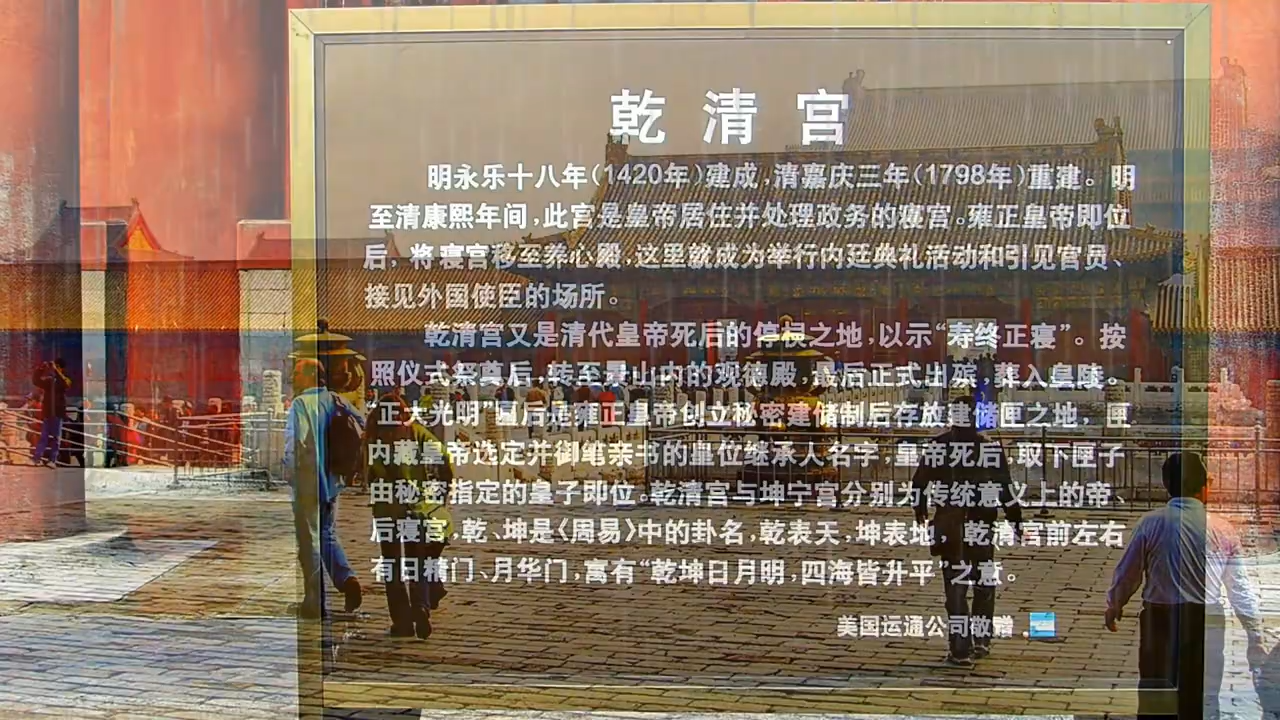 乾清宫
明永乐十八年(1420年)建成,清嘉庆三年(1798年)重建。明
至清康熙年间,此宫是皇帝居住并处理政务的寝宫。雍正皇帝即位
后,将寝宫移至养心殿,这里就成为举行内廷典礼活动和引见官员、
接见外国使臣的场所。
乾清宫又是清代皇帝死后的停棂之地,以示“寿终正寝”。按
照仪式祭奠后,转至景山内的观德殿,最后正式出殡,葬入皇陵。
“正大光明”匾后是雍正皇帝创立秘密建储制后存放建储匣之地,匣
内藏皇帝选定并御笔亲书的皇位继承人名字,皇帝死后,取下匣子
由秘密指定的皇子即位。乾清宫与坤宁宫分别为传统意义上的帝、
后寝宫,乾、坤是《周易》中的卦名,乾表天,坤表地,乾清宫前左右
有日精门、月华门,寓有“乾坤日月明,四海皆升平”之意。
美国运通公司敬赠.